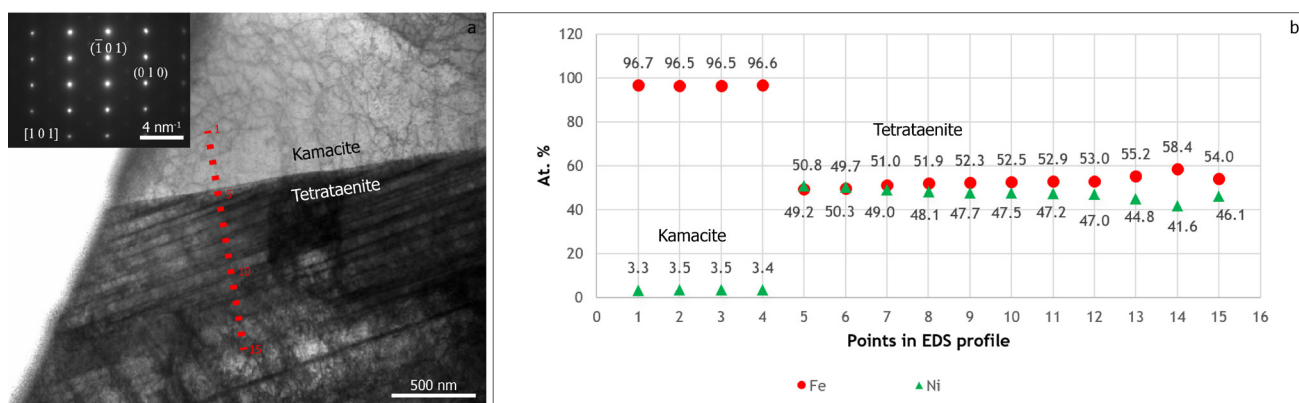 a
(1̅ 0 1)
(0 1 0)
[1 0 1]
4 nm⁻¹
1
Kamacite
Tetrataenite
5
10
15
500 nm
b
120
100
80
60
40
20
0
At. %
96.7 96.5 96.5 96.6
Tetrataenite
50.8 49.7 51.0 51.9 52.3 52.5 52.9 53.0 55.2 58.4 54.0
49.2 50.3 49.0 48.1 47.7 47.5 47.2 47.0 44.8 41.6 46.1
Kamacite
3.3 3.5 3.5 3.4
0 1 2 3 4 5 6 7 8 9 10 11 12 13 14 15 16
Points in EDS profile
Fe Ni